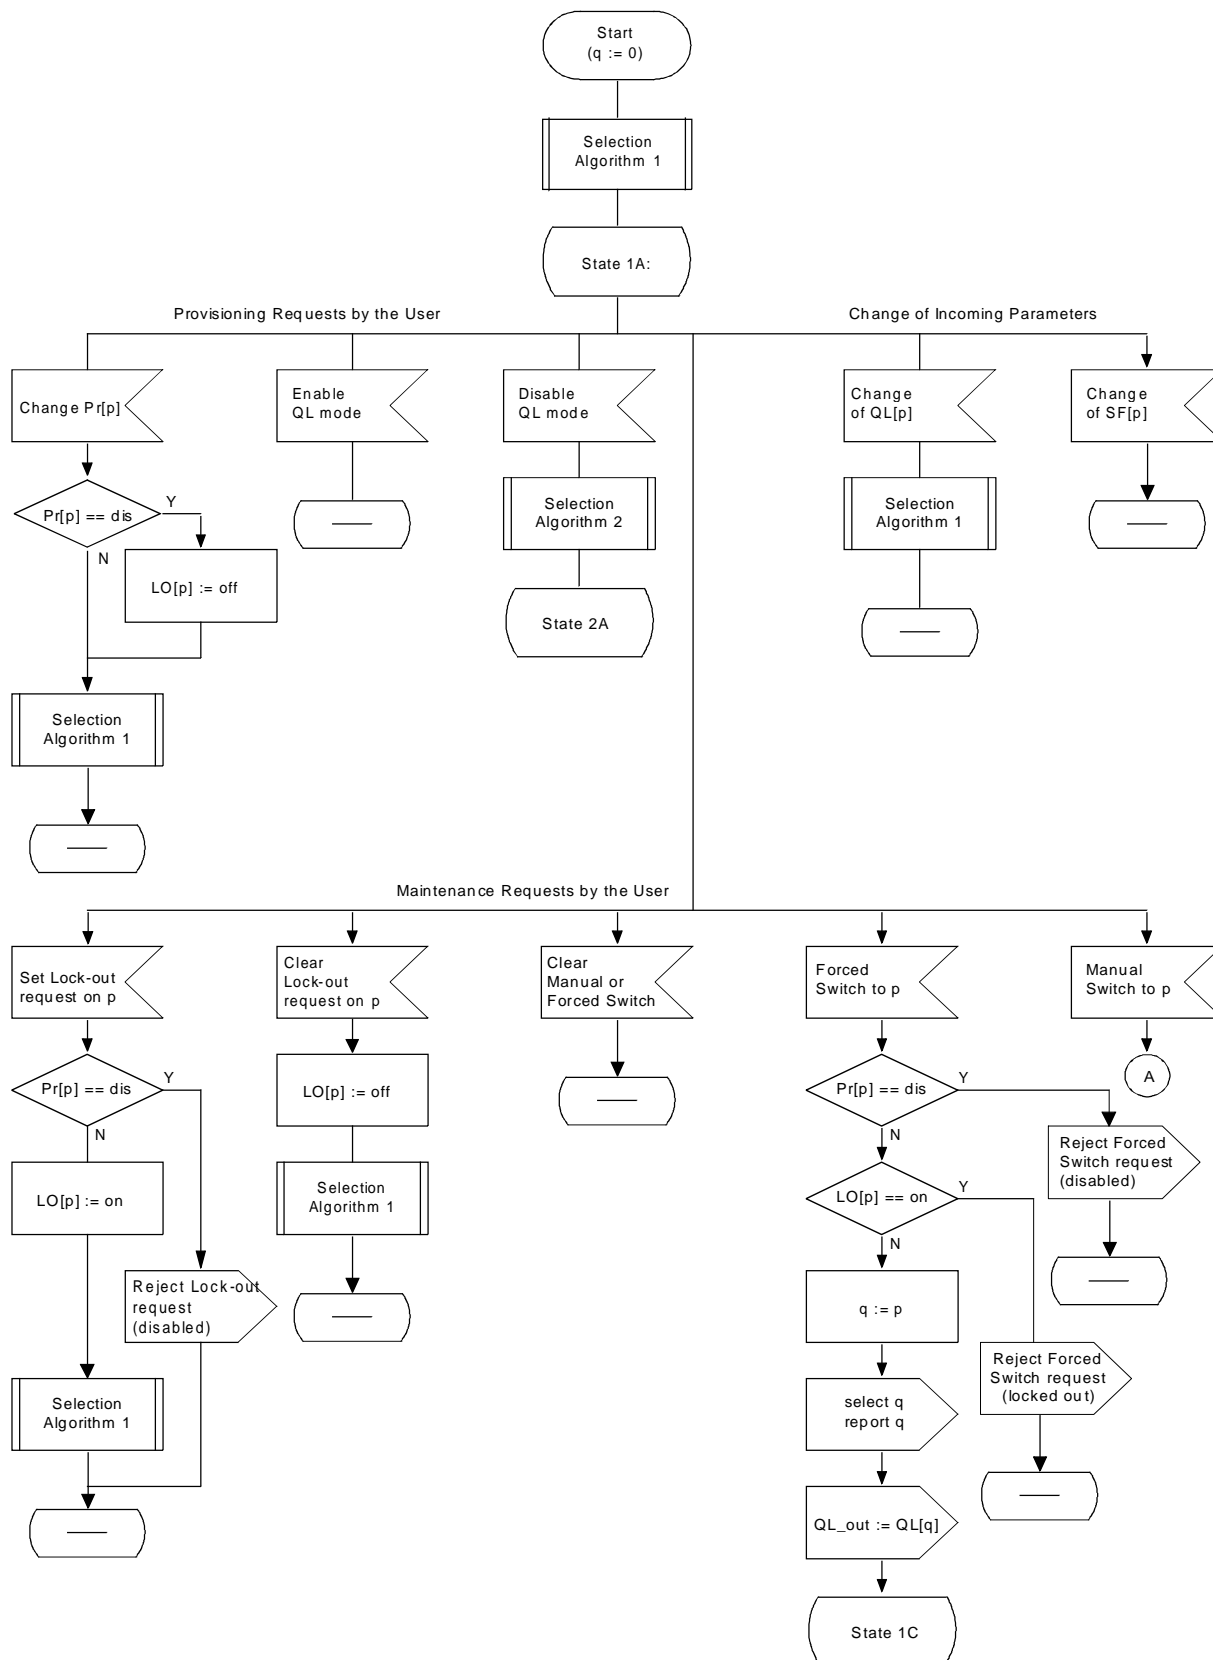 Start
(q := 0)
Selection
Algorithm 1
State 1A:
Provisioning Requests by the User
Change of Incoming Parameters
Change Pr[p]
Enable
QL mode
Disable
QL mode
Change
of QL[p]
Change
of SF[p]
Pr[p] == dis
Y
N
LO[p] := off
Selection
Algorithm 2
Selection
Algorithm 1
State 2A
Selection
Algorithm 1
Maintenance Requests by the User
Set Lock-out
request on p
Clear
Lock-out
request on p
Clear
Manual or
Forced Switch
Forced
Switch to p
Manual
Switch to p
Pr[p] == dis
Y
N
LO[p] := on
Reject Lock-out
request
(disabled)
Selection
Algorithm 1
LO[p] := off
Selection
Algorithm 1
Pr[p] == dis
Y
N
A
Reject Forced
Switch request
(disabled)
LO[p] == on
Y
N
q := p
Reject Forced
Switch request
(locked out)
select q
report q
QL_out := QL[q]
State 1C